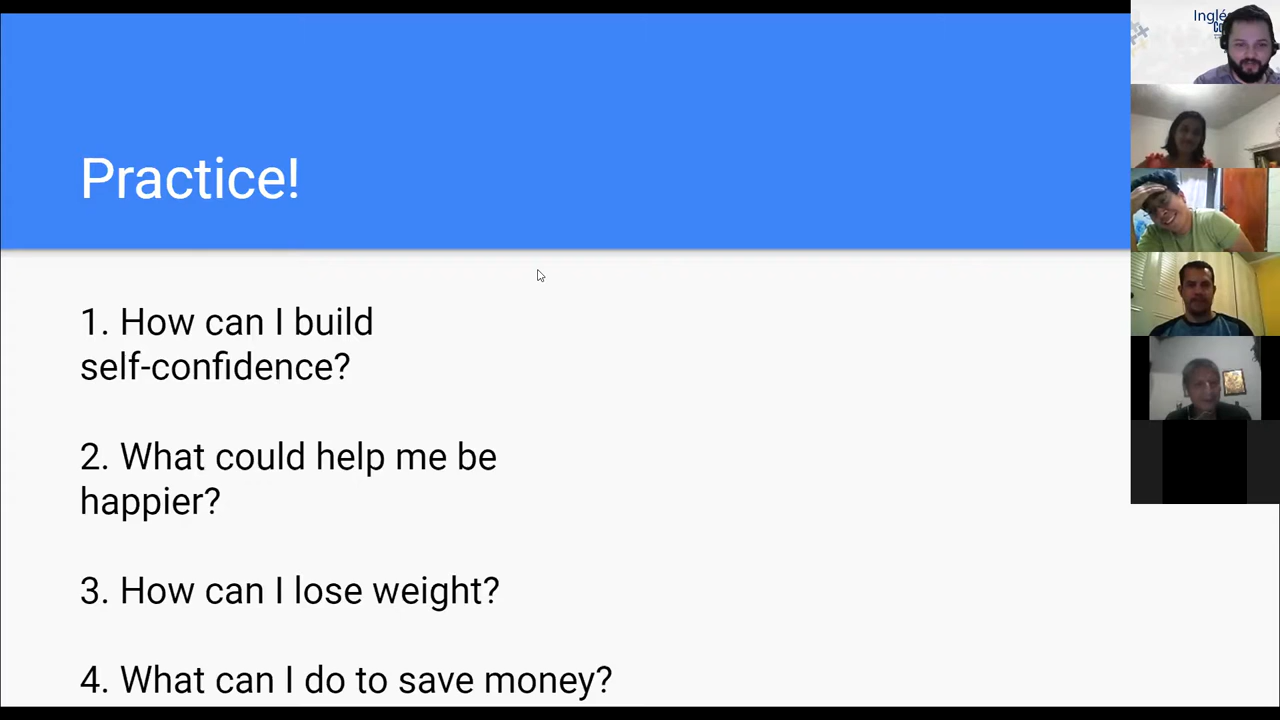 Practice!
1. How can I build
self-confidence?
2. What could help me be
happier?
3. How can I lose weight?
4. What can I do to save money?
Inglé